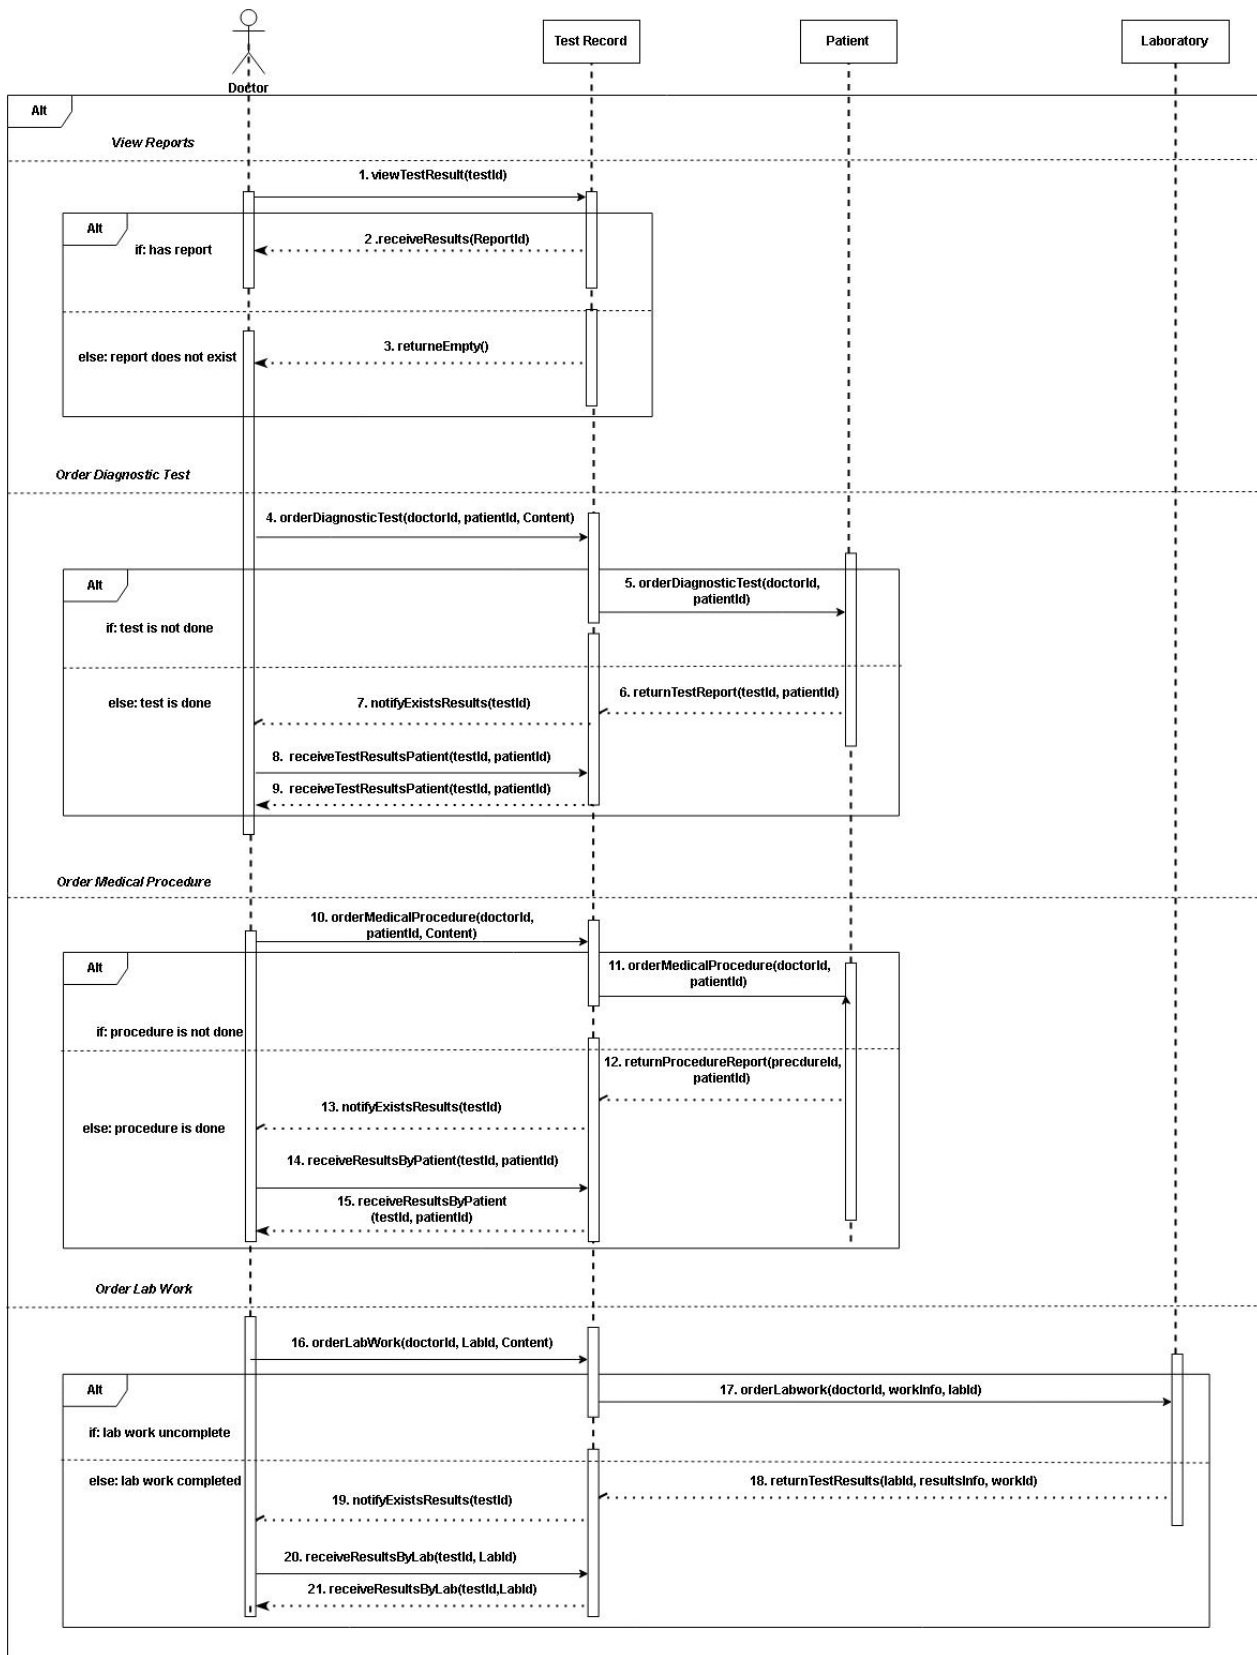 Doctor
Test Record
Patient
Laboratory
Alt
View Reports
1. viewTestResult(testId)
Alt
if: has report
2 .receiveResults(ReportId)
else: report does not exist
3. returneEmpty()
Order Diagnostic Test
4. orderDiagnosticTest(doctorId, patientId, Content)
Alt
5. orderDiagnosticTest(doctorId,
patientId)
if: test is not done
6. returnTestReport(testId, patientId)
else: test is done
7. notifyExistsResults(testId)
8. receiveTestResultsPatient(testId, patientId)
9. receiveTestResultsPatient(testId, patientId)
Order Medical Procedure
10. orderMedicalProcedure(doctorId,
patientId, Content)
Alt
11. orderMedicalProcedure(doctorId,
patientId)
if: procedure is not done
12. returnProcedureReport(precdureId,
patientId)
13. notifyExistsResults(testId)
else: procedure is done
14. receiveResultsByPatient(testId, patientId)
15. receiveResultsByPatient
(testId, patientId)
Order Lab Work
16. orderLabWork(doctorId, LabId, Content)
Alt
17. orderLabwork(doctorId, workInfo, labId)
if: lab work uncomplete
else: lab work completed
18. returnTestResults(labId, resultsInfo, workId)
19. notifyExistsResults(testId)
20. receiveResultsByLab(testId, LabId)
21. receiveResultsByLab(testId,LabId)